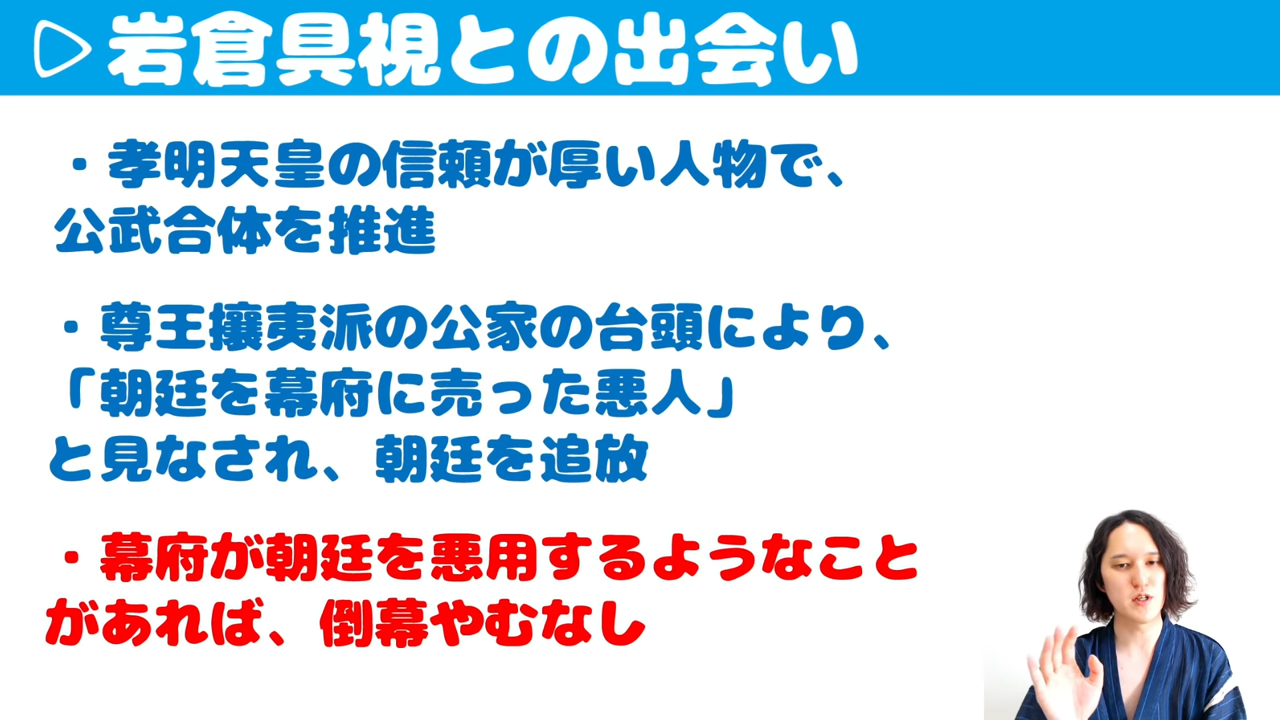 岩倉具視との出会い
・孝明天皇の信頼が厚い人物で、
公武合体を推進
・尊王攘夷派の公家の台頭により、
「朝廷を幕府に売った悪人」
と見なされ、朝廷を追放
・幕府が朝廷を悪用するようなこと
があれば、倒幕やむなし